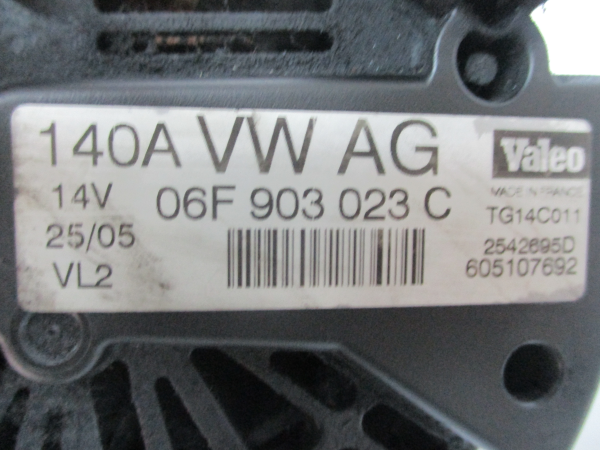 140A VW AG Valeo
MADE IN FRANCE
14V 06F 903 023 C TG14C011
25/05 2542695D
VL2 605107692